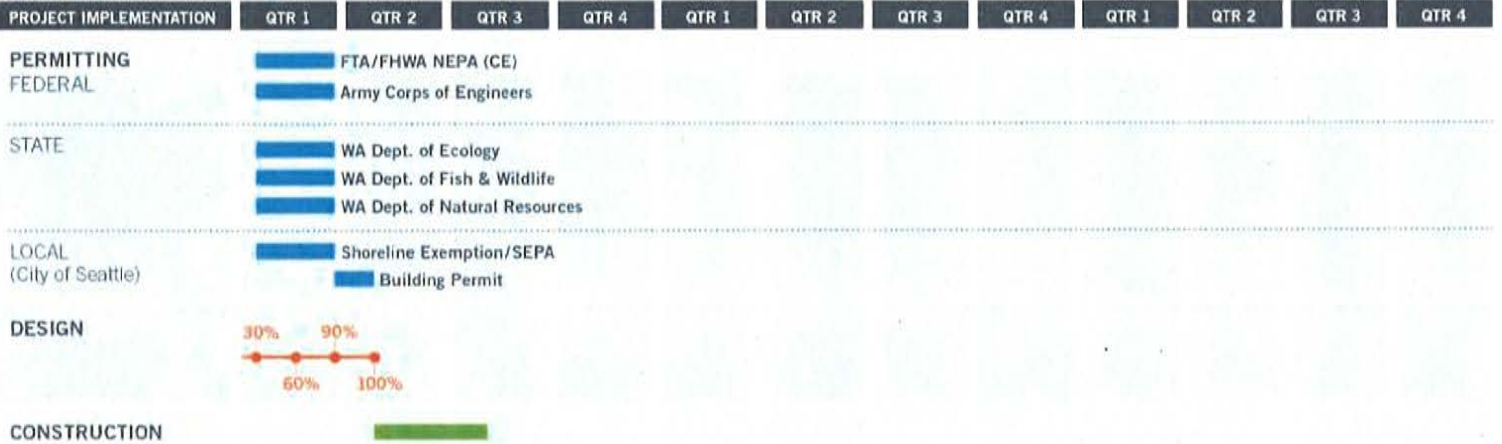 PROJECT IMPLEMENTATION QTR 1 QTR 2 QTR 3 QTR 4 QTR 1 QTR 2 QTR 3 QTR 4 QTR 1 QTR 2 QTR 3 QTR 4
PERMITTING
FEDERAL
FTA/FHWA NEPA (CE)
Army Corps of Engineers
STATE
WA Dept. of Ecology
WA Dept. of Fish & Wildlife
WA Dept. of Natural Resources
LOCAL
(City of Seattle)
Shoreline Exemption/SEPA
Building Permit
DESIGN
30% 90%
60% 100%
CONSTRUCTION